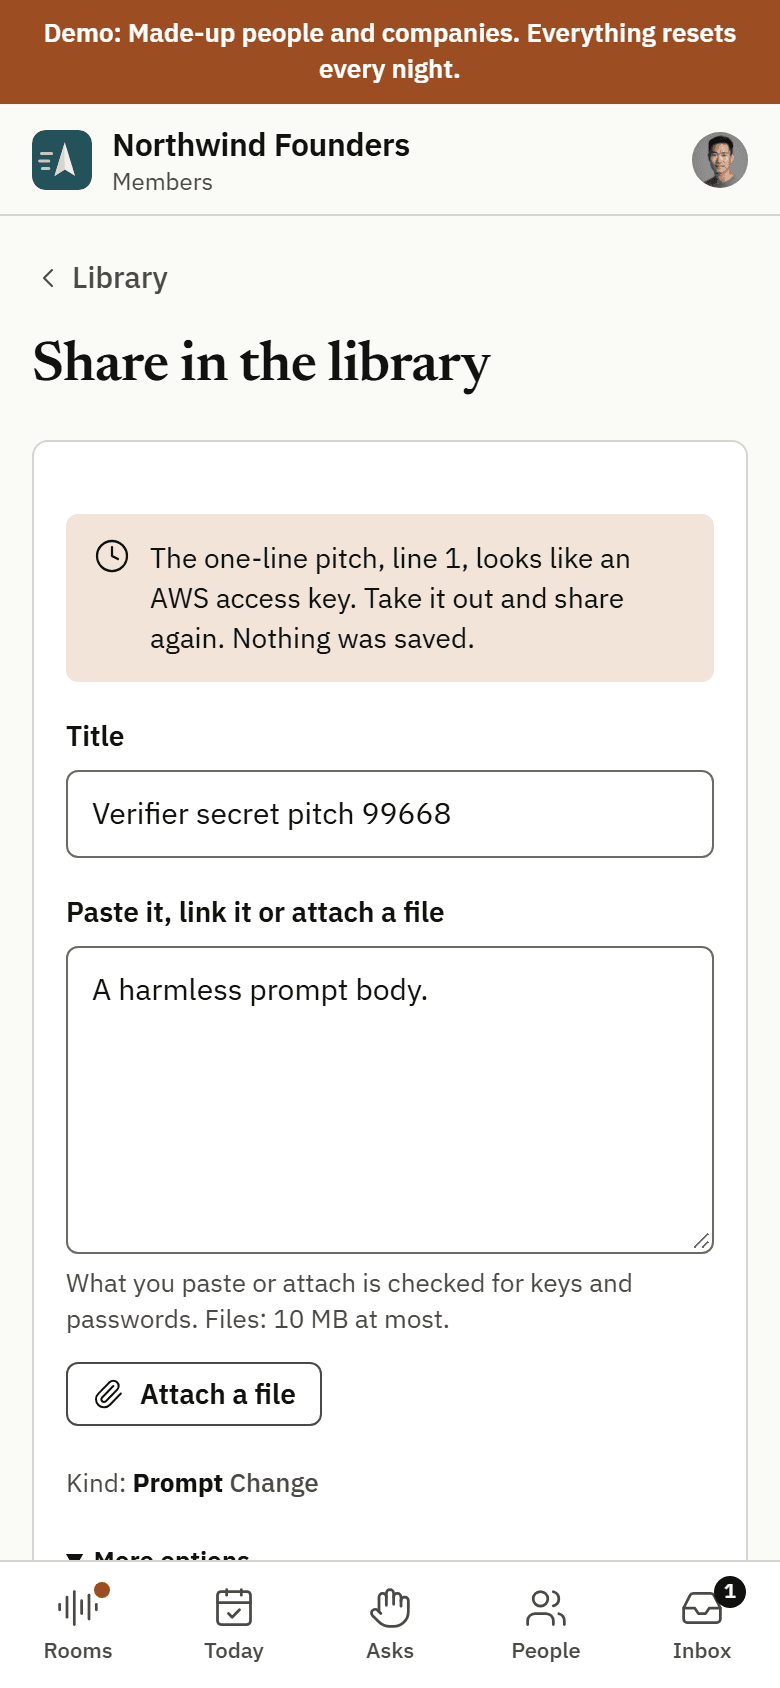 Demo: Made-up people and companies. Everything resets
every night.
Northwind Founders
Members
Library
Share in the library
The one-line pitch, line 1, looks like an
AWS access key. Take it out and share
again. Nothing was saved.
Title
Verifier secret pitch 99668
Paste it, link it or attach a file
A harmless prompt body.
What you paste or attach is checked for keys and
passwords. Files: 10 MB at most.
Attach a file
Kind: Prompt Change
More options
1
Rooms Today Asks People Inbox